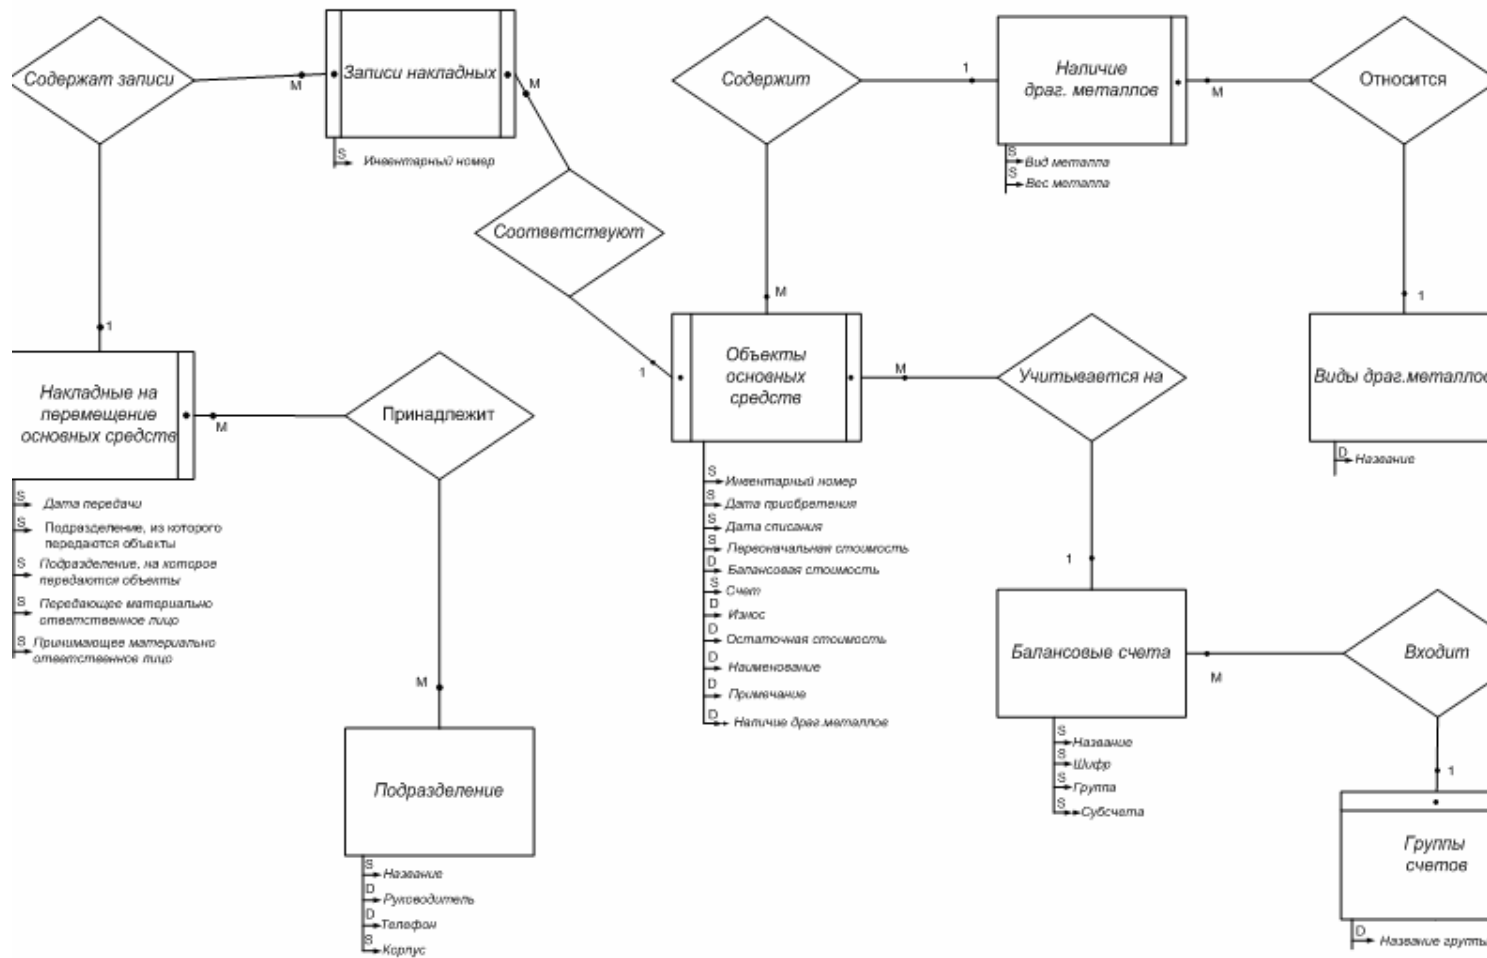 Содержат записи
М
Записи накладных
М
S
Инвентарный номер
Соответствуют
1
Содержит
1
М
Наличие
драг. металлов
М
S
Вид металла
S
Вес металла
Относится
1
1
Накладные на
перемещение
основных средств
М
Принадлежит
М
S
Дата передачи
S
Подразделение, из которого
передаются объекты
S
Подразделение, на которое
передаются объекты
S
Передающее материально
ответственное лицо
S
Принимающее материально
ответственное лицо
Подразделение
S
Название
D
Руководитель
D
Телефон
S
Корпус
Объекты
основных
средств
М
S
Инвентарный номер
S
Дата приобретения
S
Дата списания
S
Первоначальная стоимость
D
Балансовая стоимость
S
Счет
D
Износ
D
Остаточная стоимость
D
Наименование
D
Примечание
D
Наличие драг.металлов
Учитывается на
1
Виды драг.металлов
D
Название
Балансовые счета
М
S
Название
S
Шифр
S
Группа
S
Субсчета
Входит
1
Группы
счетов
D
Название группы